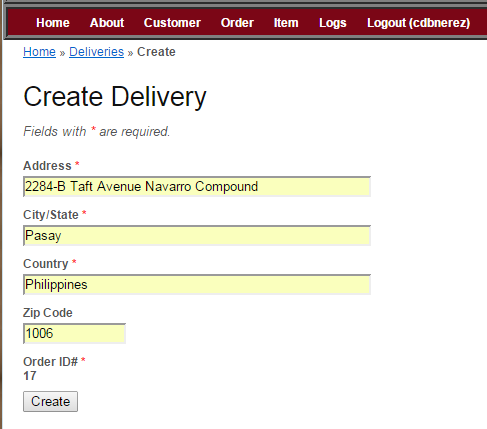 Home About Customer Order Item Logs Logout (cdbnerez)
Home » Deliveries » Create
Create Delivery
Fields with * are required.
Address *
2284-B Taft Avenue Navarro Compound
City/State *
Pasay
Country *
Philippines
Zip Code
1006
Order ID# *
17
Create